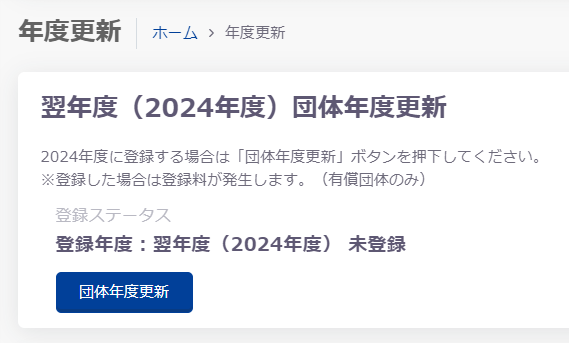 年度更新 ホーム > 年度更新
翌年度（2024年度）団体年度更新
2024年度に登録する場合は「団体年度更新」ボタンを押下してください。
※登録した場合は登録料が発生します。（有償団体のみ）
登録ステータス
登録年度：翌年度（2024年度） 未登録
団体年度更新